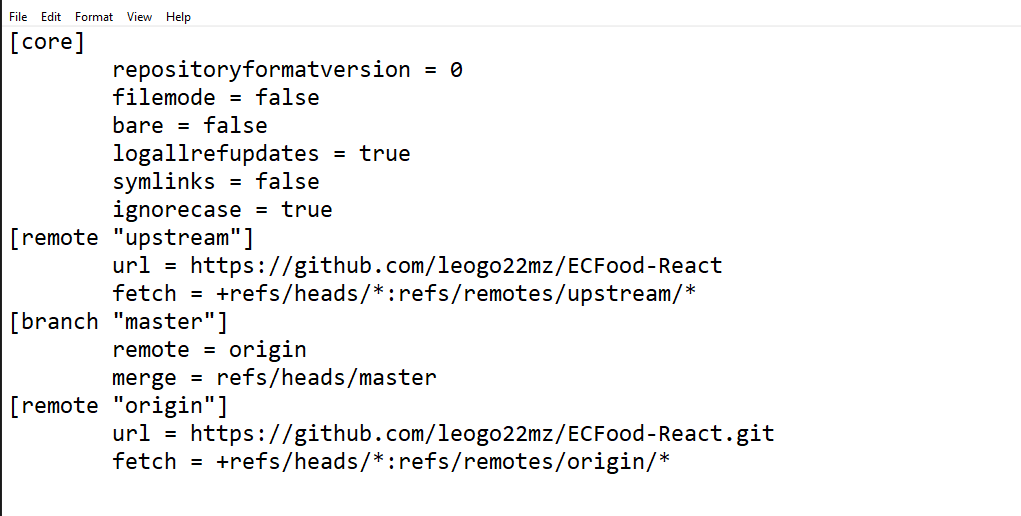 File Edit Format View Help
[core]
	repositoryformatversion = 0
	filemode = false
	bare = false
	logallrefupdates = true
	symlinks = false
	ignorecase = true
[remote "upstream"]
	url = https://github.com/leogo22mz/ECFood-React
	fetch = +refs/heads/*:refs/remotes/upstream/*
[branch "master"]
	remote = origin
	merge = refs/heads/master
[remote "origin"]
	url = https://github.com/leogo22mz/ECFood-React.git
	fetch = +refs/heads/*:refs/remotes/origin/*